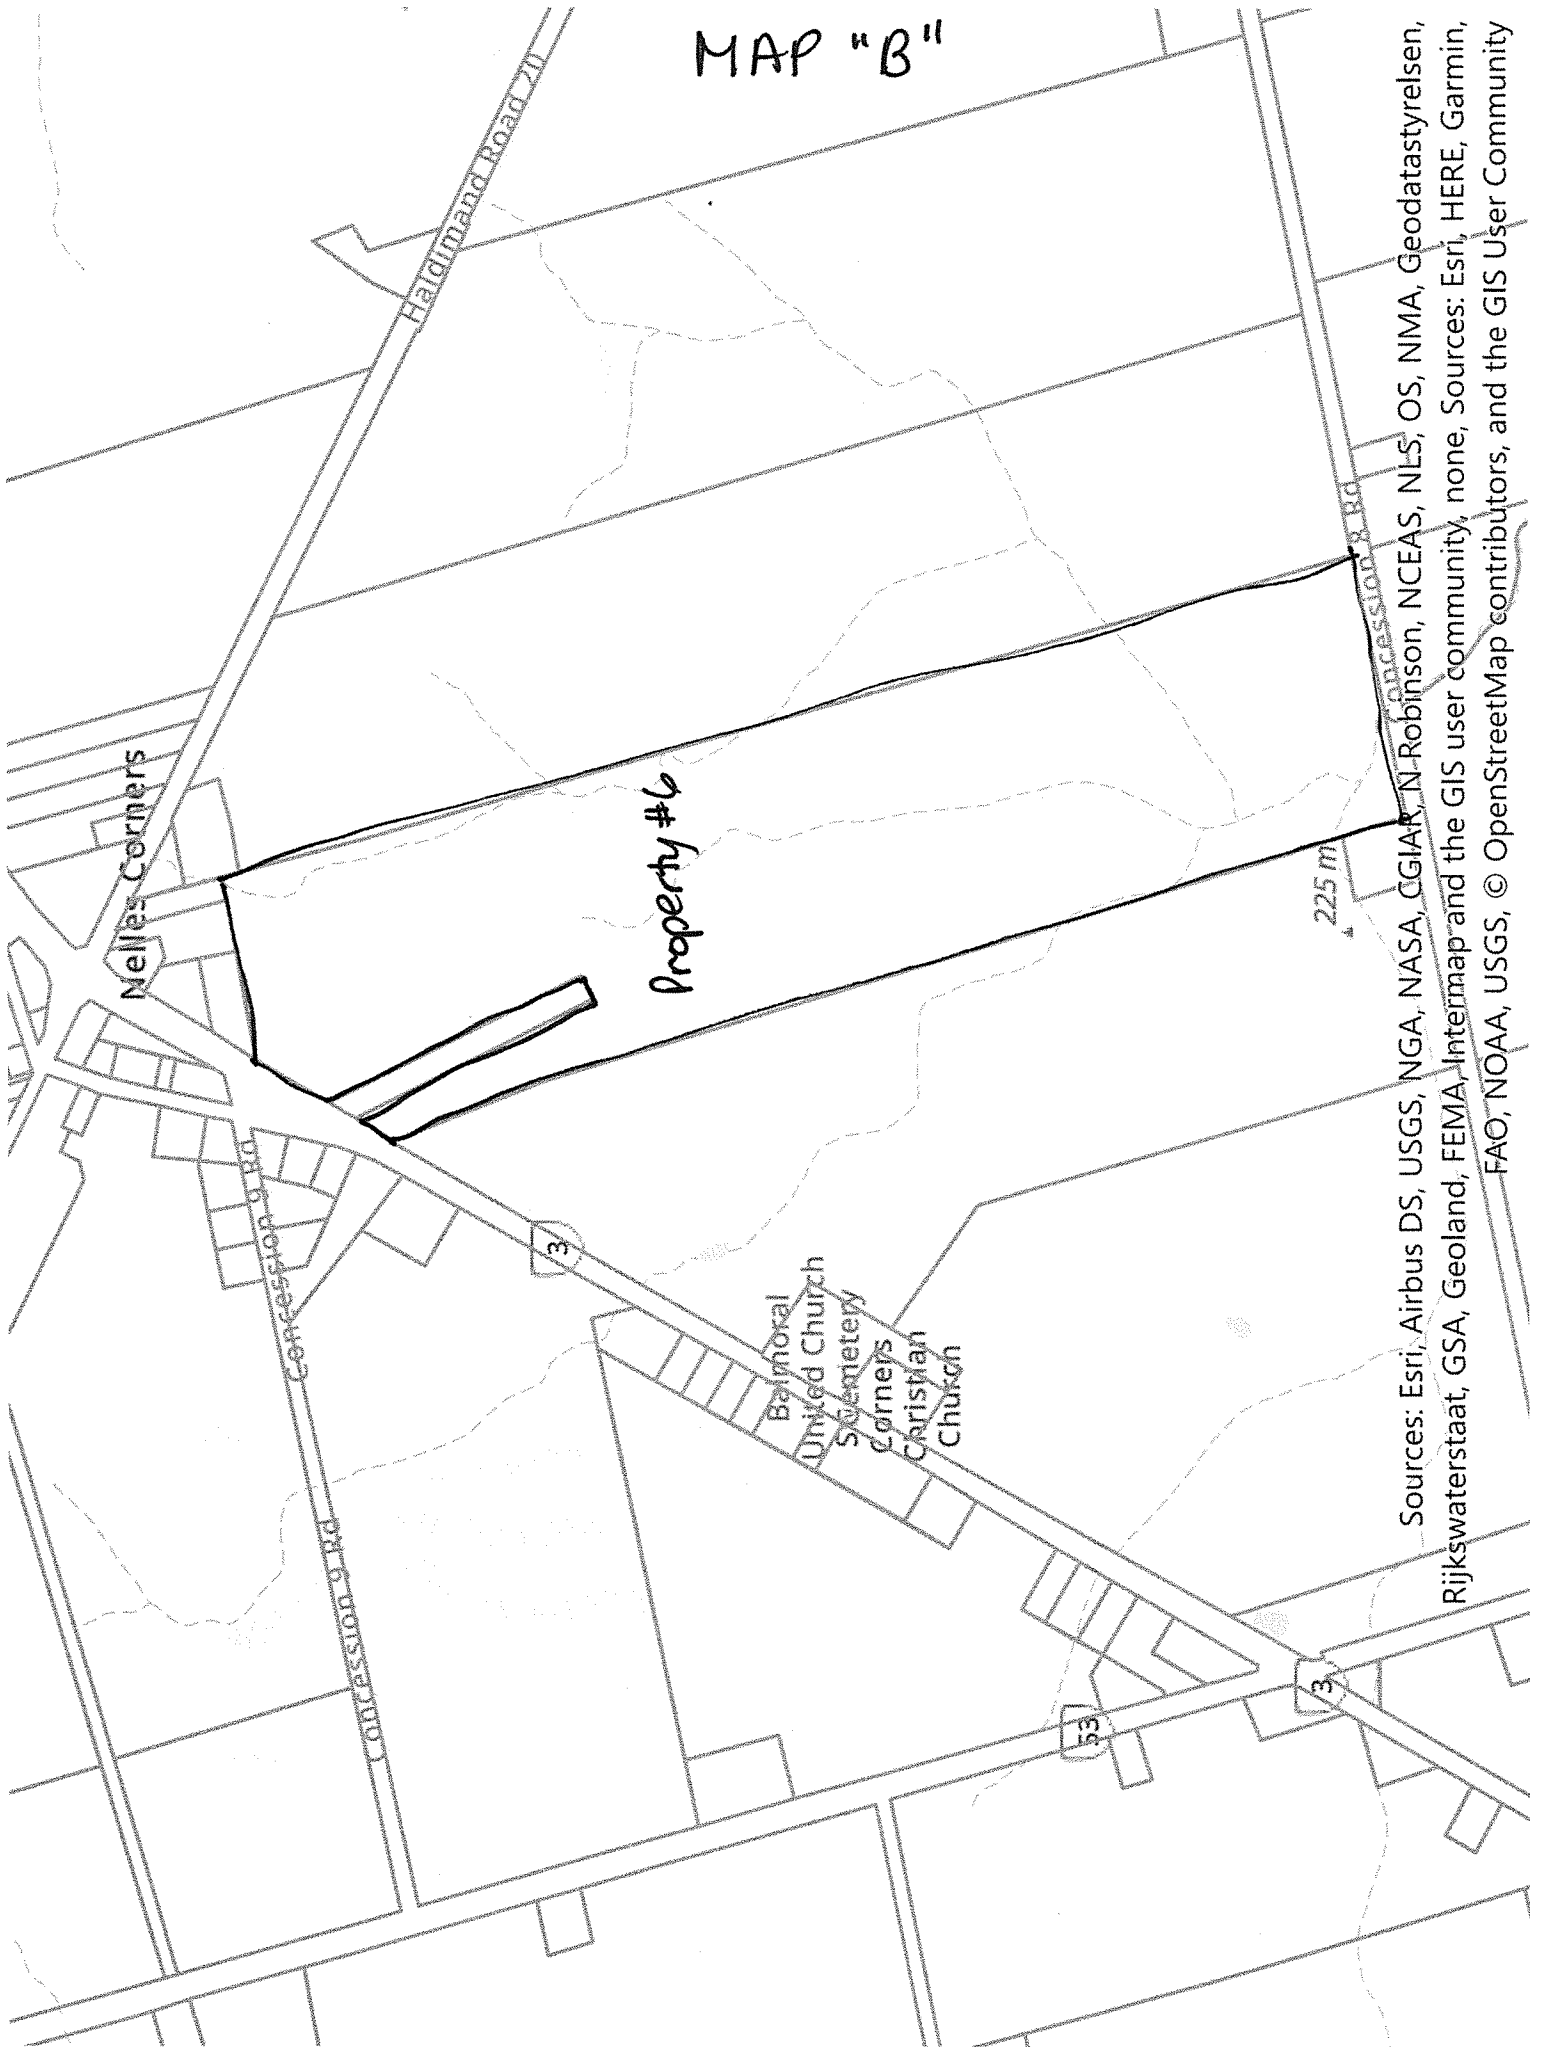 MAP "B"
Haldimand Road 20
Nelles Corners
Property #6
Concession 8 Rd
225 m
Concession 9 Rd
3
Balmoral
United Church
Cemetery
Corners
Christian
Church
Concession 9 Rd
53
3
Sources: Esri, Airbus DS, USGS, NGA, NASA, CGIAR, N Robinson, NCEAS, NLS, OS, NMA, Geodatastyrelsen,
Rijkswaterstaat, GSA, Geoland, FEMA, Intermap and the GIS user community, none, Sources: Esri, HERE, Garmin,
FAO, NOAA, USGS, © OpenStreetMap contributors, and the GIS User Community